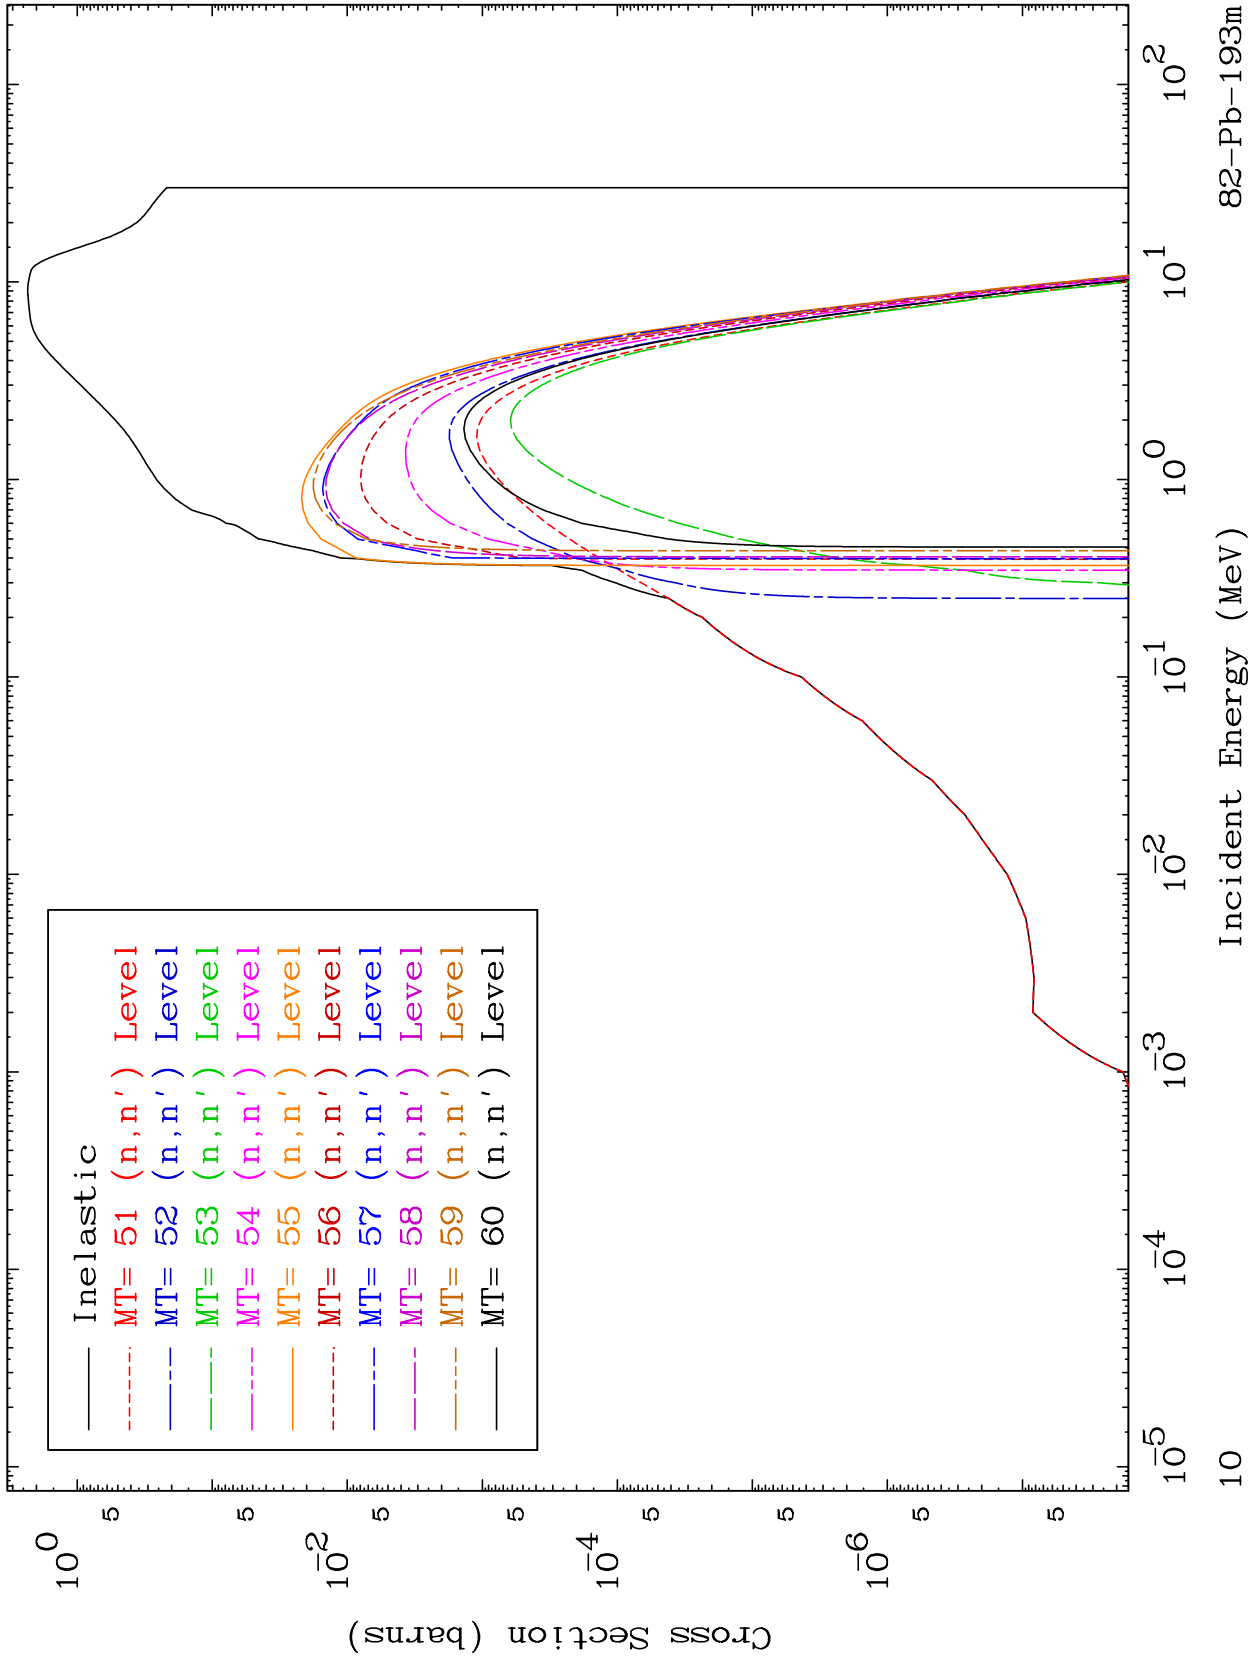 Inelastic
MT= 51 (n,n') Level
MT= 52 (n,n') Level
MT= 53 (n,n') Level
MT= 54 (n,n') Level
MT= 55 (n,n') Level
MT= 56 (n,n') Level
MT= 57 (n,n') Level
MT= 58 (n,n') Level
MT= 59 (n,n') Level
MT= 60 (n,n') Level
Cross Section (barns)
10^0
5
5
10^-2
5
5
10^-4
5
5
10^-6
5
5
10^-5
10^-4
10^-3
10^-2
10^-1
10^0
10^1
10^2
Incident Energy (MeV)
10
82-Pb-193m